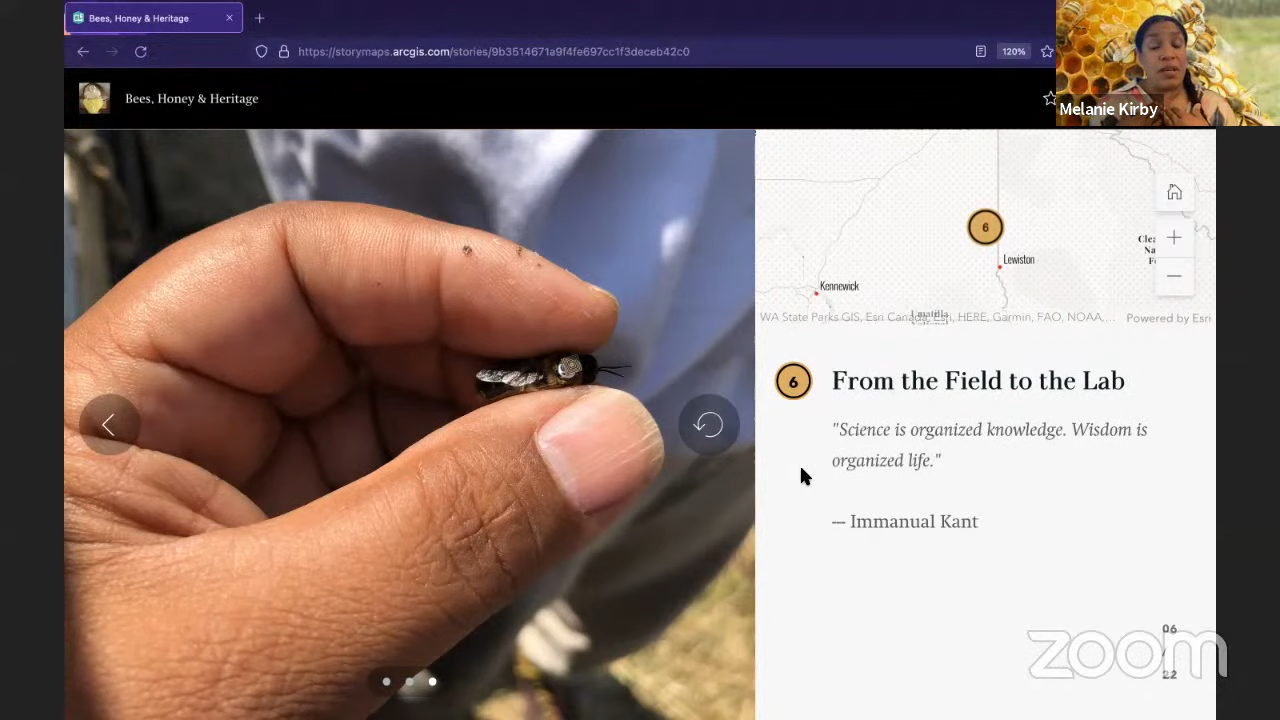 Bees, Honey & Heritage
https://storymaps.arcgis.com/stories/9b3514671a9f4fe697cc1f3deceb42c0
120%
Bees, Honey & Heritage
Melanie Kirby
6
Lewiston
Kennewick
WA State Parks GIS, Esri Canada, Esri, HERE, Garmin, FAO, NOAA,...
Powered by Esri
6
From the Field to the Lab
"Science is organized knowledge. Wisdom is
organized life."
— Immanual Kant
06
/
22
zoom